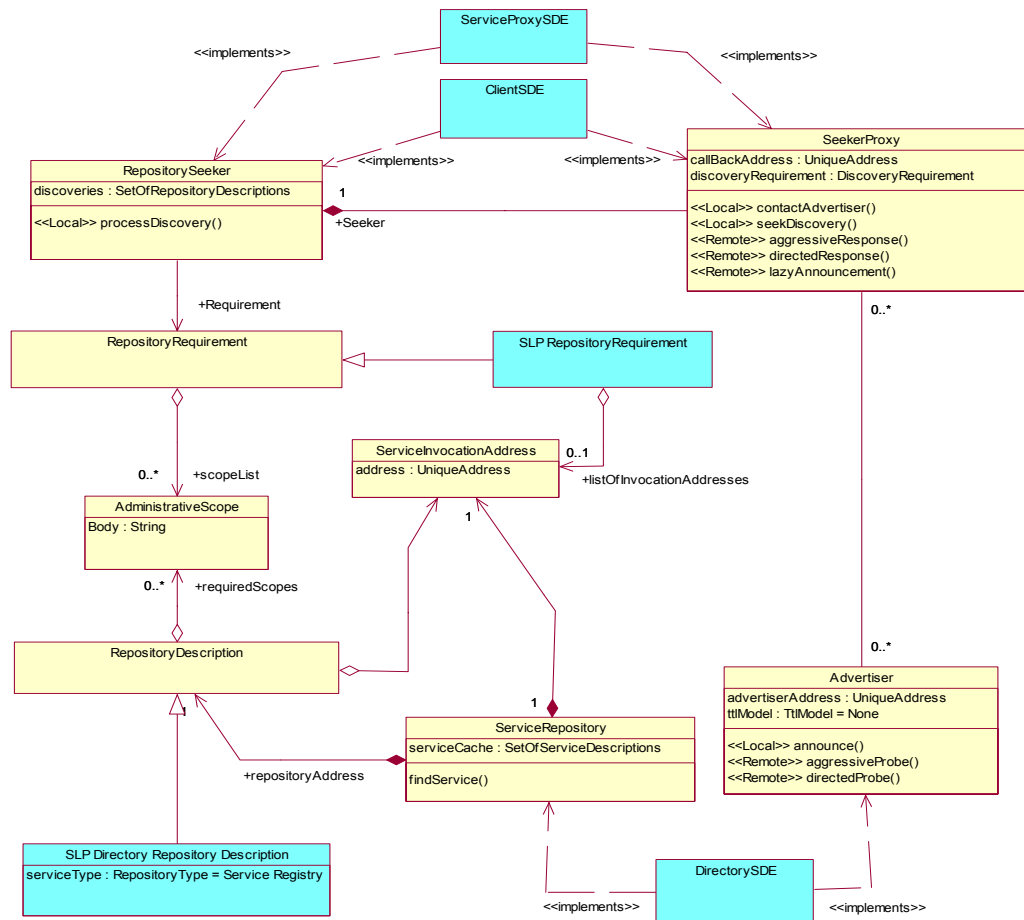 ServiceProxySDE
<<implements>>
<<implements>>
ClientSDE
<<implements>>
<<implements>>
SeekerProxy
callBackAddress : UniqueAddress
discoveryRequirement : DiscoveryRequirement
<<Local>> contactAdvertiser()
<<Local>> seekDiscovery()
<<Remote>> aggressiveResponse()
<<Remote>> directedResponse()
<<Remote>> lazyAnnouncement()
RepositorySeeker
discoveries : SetOfRepositoryDescriptions
<<Local>> processDiscovery()
1
+Seeker
+Requirement
0..*
RepositoryRequirement
SLP RepositoryRequirement
ServiceInvocationAddress
address : UniqueAddress
0..1
+listOfInvocationAddresses
0..*
+scopeList
AdministrativeScope
Body : String
1
0..*
+requiredScopes
RepositoryDescription
0..*
Advertiser
advertiserAddress : UniqueAddress
ttlModel : TtlModel = None
<<Local>> announce()
<<Remote>> aggressiveProbe()
<<Remote>> directedProbe()
1
1
ServiceRepository
serviceCache : SetOfServiceDescriptions
findService()
+repositoryAddress
SLP Directory Repository Description
serviceType : RepositoryType = Service Registry
DirectorySDE
<<implements>>
<<implements>>